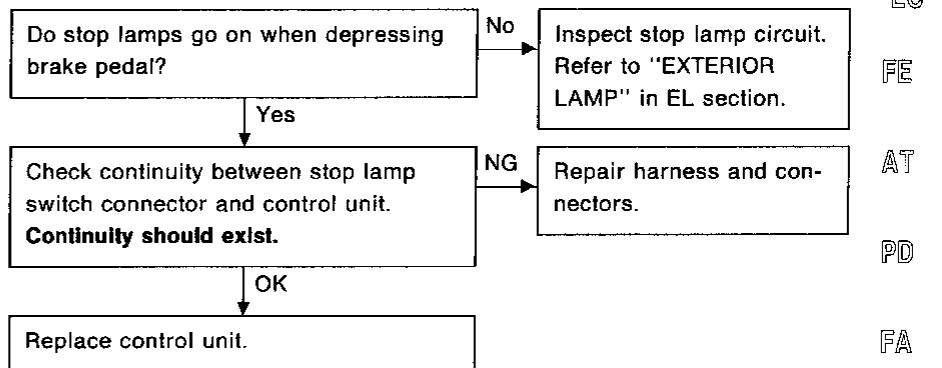 Do stop lamps go on when depressing
brake pedal?
No
Inspect stop lamp circuit.
Refer to "EXTERIOR
LAMP" in EL section.
FE
Yes
Check continuity between stop lamp
switch connector and control unit.
Continuity should exist.
NG
Repair harness and con-
nectors.
AT
PD
OK
Replace control unit.
FA